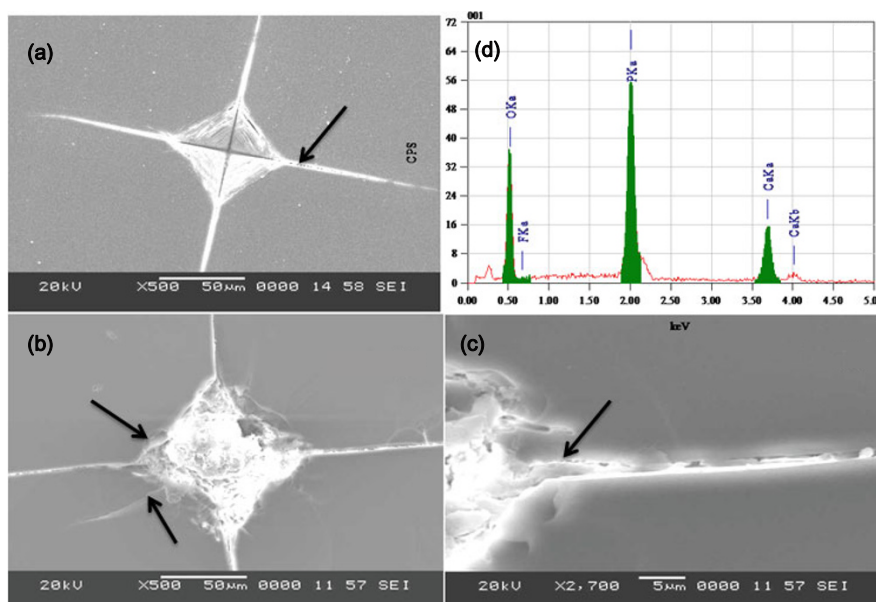 (a)
20kV X500 50μm 0000 14 58 SEI
001
(d)
CPS
72
64
56
48
40
32
24
16
8
0
OKa
FKa
PKa
CaKa
CaKb
0.00 0.50 1.00 1.50 2.00 2.50 3.00 3.50 4.00 4.50 5.0
keV
(b)
20kV X500 50μm 0000 11 57 SEI
(c)
20kV X2,700 5μm 0000 11 57 SEI